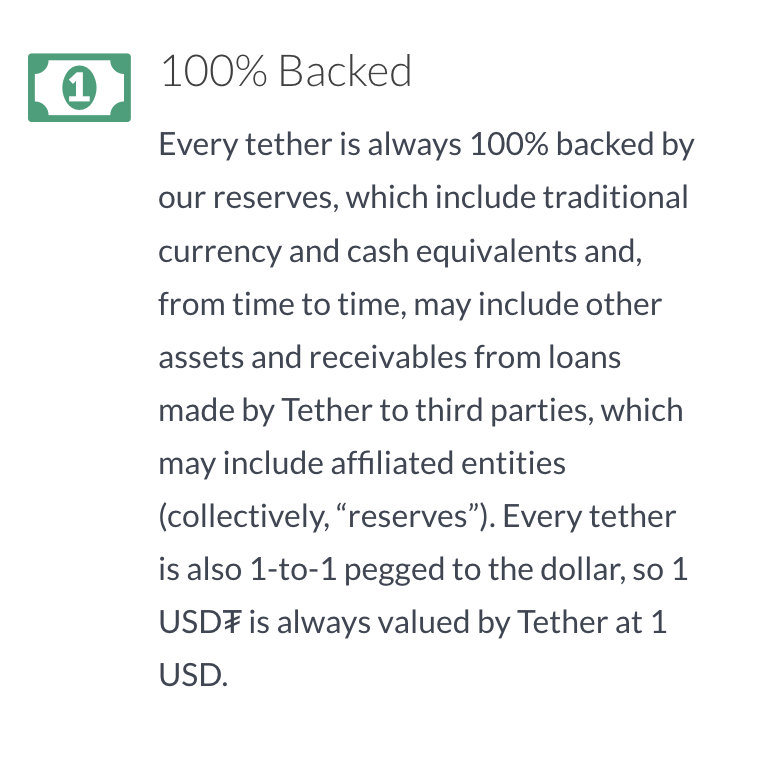 1
100% Backed
Every tether is always 100% backed by
our reserves, which include traditional
currency and cash equivalents and,
from time to time, may include other
assets and receivables from loans
made by Tether to third parties, which
may include affiliated entities
(collectively, “reserves”). Every tether
is also 1-to-1 pegged to the dollar, so 1
USD₮ is always valued by Tether at 1
USD.